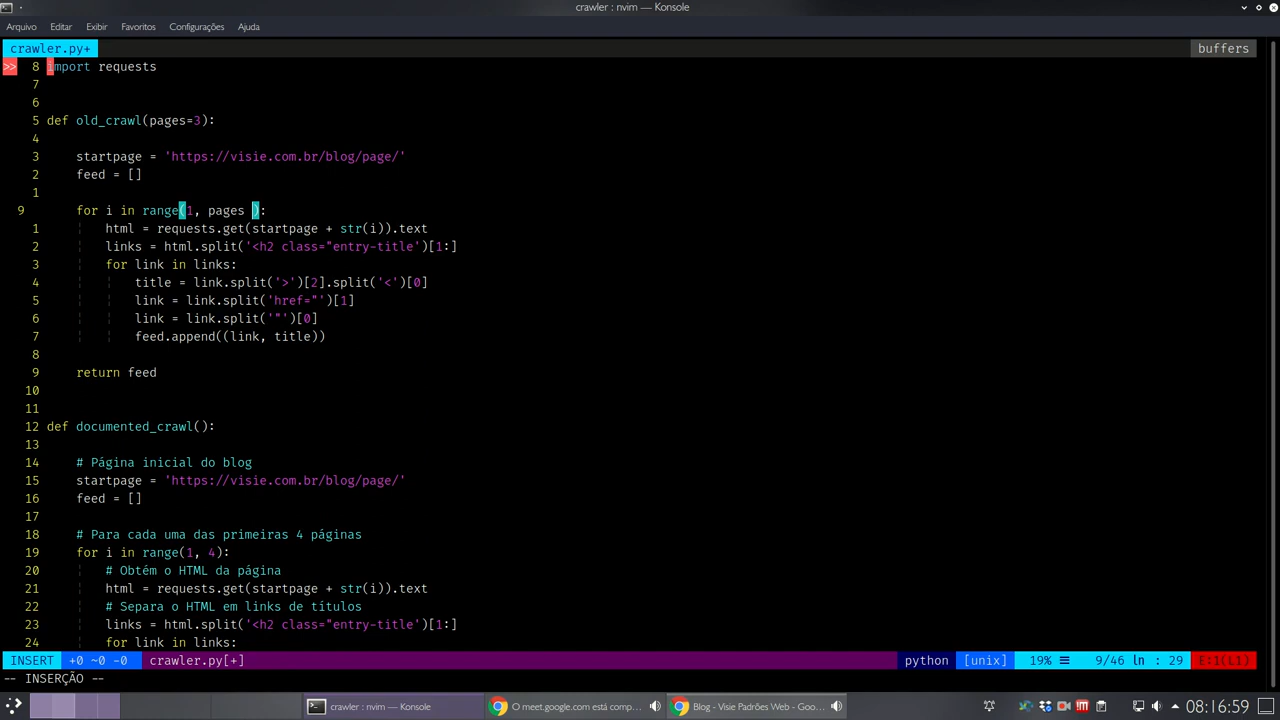 crawler : nvim — Konsole
Arquivo Editar Exibir Favoritos Configurações Ajuda
crawler.py+ buffers
>> 8 import requests
7
6
5 def old_crawl(pages=3):
4
3 startpage = 'https://visie.com.br/blog/page/'
2 feed = []
1
9 for i in range(1, pages ):
1 html = requests.get(startpage + str(i)).text
2 links = html.split('<h2 class="entry-title')[1:]
3 for link in links:
4 title = link.split('>')[2].split('<')[0]
5 link = link.split('href="')[1]
6 link = link.split('"')[0]
7 feed.append((link, title))
8
9 return feed
10
11
12 def documented_crawl():
13
14 # Página inicial do blog
15 startpage = 'https://visie.com.br/blog/page/'
16 feed = []
17
18 # Para cada uma das primeiras 4 páginas
19 for i in range(1, 4):
20 # Obtém o HTML da página
21 html = requests.get(startpage + str(i)).text
22 # Separa o HTML em links de títulos
23 links = html.split('<h2 class="entry-title')[1:]
24 for link in links:
INSERT +0 ~0 -0 crawler.py[+] python [unix] 19% ☰ 9/46 ln : 29 E:1(L1)
-- INSERÇÃO --
crawler : nvim — Konsole O meet.google.com está comp... Blog - Visie Padrões Web - Goo... 08:16:59